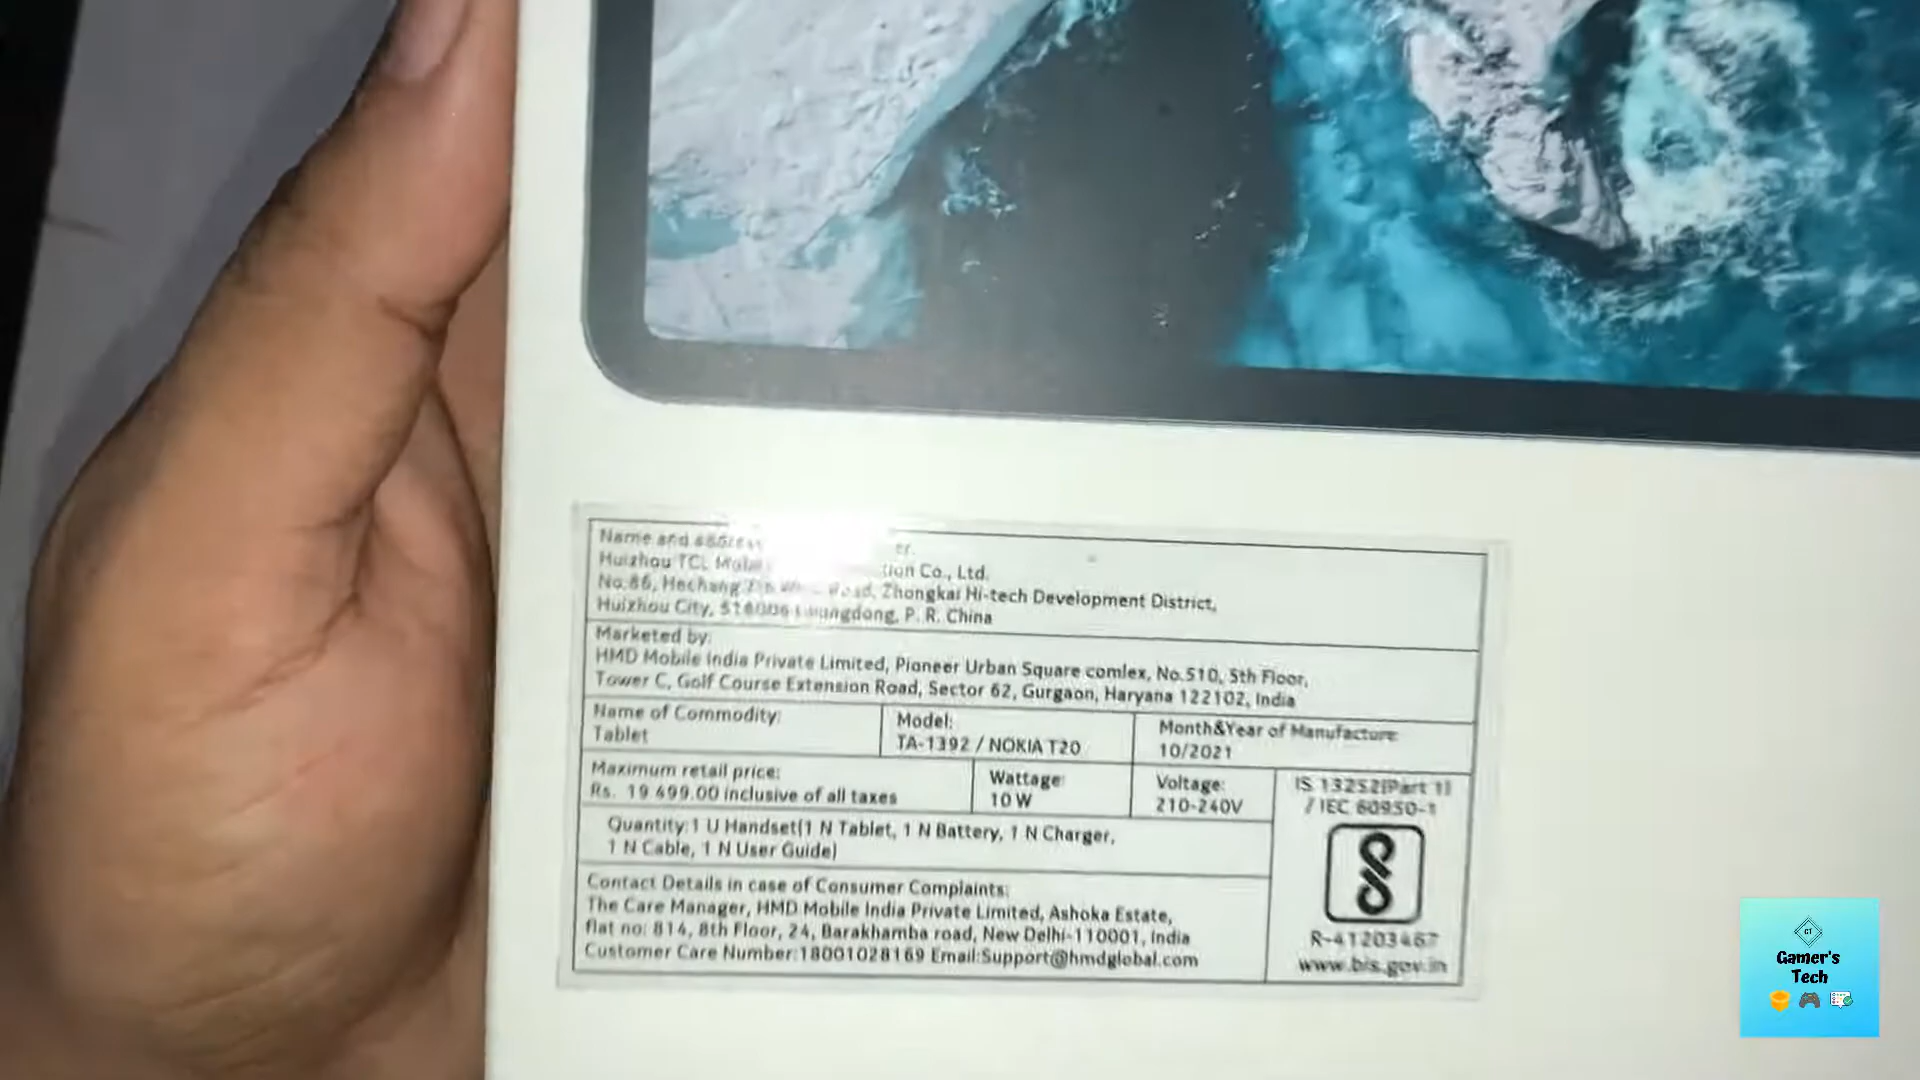 Name and address er.
Huizhou TCL Mobi tion Co., Ltd.
No.86, Hechang Road, Zhongkai Hi-tech Development District,
Huizhou City, 516006 Guangdong, P. R. China
Marketed by:
HMD Mobile India Private Limited, Pioneer Urban Square comlex, No.510, 5th Floor,
Tower C, Golf Course Extension Road, Sector 62, Gurgaon, Haryana 122102, India
Name of Commodity:
Tablet
Model:
TA-1392 / NOKIA T20
Month&Year of Manufacture
10/2021
Maximum retail price:
Rs. 19 499.00 inclusive of all taxes
Wattage:
10 W
Voltage:
210-240V
IS 13252(Part 1)
/ IEC 60950-1
Quantity:1 U Handset(1 N Tablet, 1 N Battery, 1 N Charger,
1 N Cable, 1 N User Guide)
Contact Details in case of Consumer Complaints:
The Care Manager, HMD Mobile India Private Limited, Ashoka Estate,
flat no: 814, 8th Floor, 24, Barakhamba road, New Delhi-110001, India
Customer Care Number:18001028169 Email:Support@hmdglobal.com
R-41203467
www.bis.gov.in
GT
Gamer's
Tech